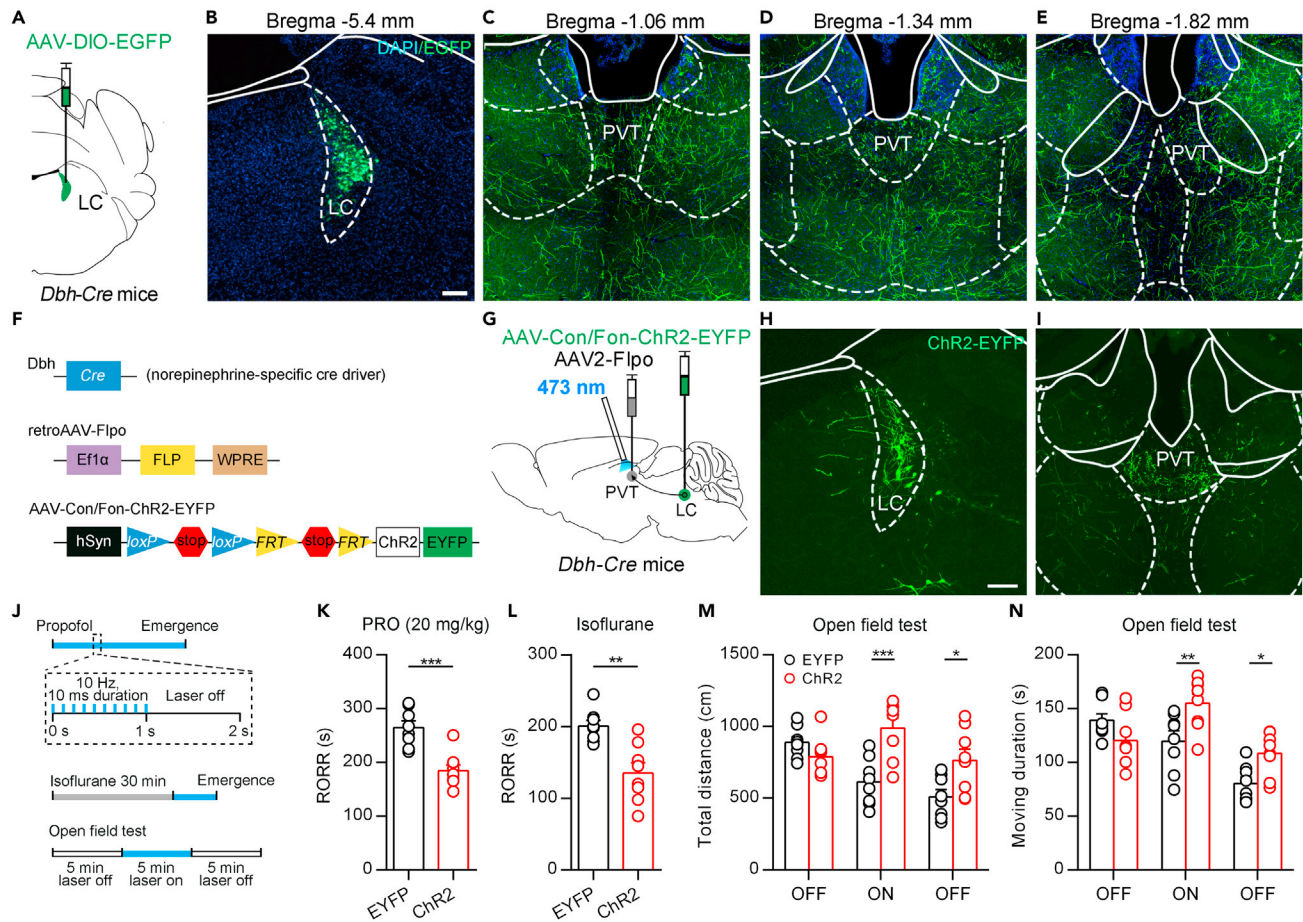 A
AAV-DIO-EGFP
LC
Dbh-Cre mice
B
Bregma -5.4 mm
DAPI/EGFP
LC
C
Bregma -1.06 mm
PVT
D
Bregma -1.34 mm
PVT
E
Bregma -1.82 mm
PVT
F
Dbh
Cre
(norepinephrine-specific cre driver)
retroAAV-Flpo
Ef1α
FLP
WPRE
AAV-Con/Fon-ChR2-EYFP
hSyn
loxP
stop
loxP
FRT
stop
FRT
ChR2
EYFP
G
AAV-Con/Fon-ChR2-EYFP
AAV2-Flpo
473 nm
PVT
LC
Dbh-Cre mice
H
ChR2-EYFP
LC
I
PVT
J
Propofol
Emergence
10 Hz,
10 ms duration
Laser off
0 s
1 s
2 s
Isoflurane 30 min
Emergence
Open field test
5 min
laser off
5 min
laser on
5 min
laser off
K
PRO (20 mg/kg)
RORR (s)
400
300
200
100
0
***
EYFP
ChR2
L
Isoflurane
RORR (s)
300
200
100
0
**
EYFP
ChR2
M
Open field test
Total distance (cm)
1500
1000
500
0
EYFP
ChR2
***
*
OFF
ON
OFF
N
Open field test
Moving duration (s)
200
150
100
50
0
**
*
OFF
ON
OFF